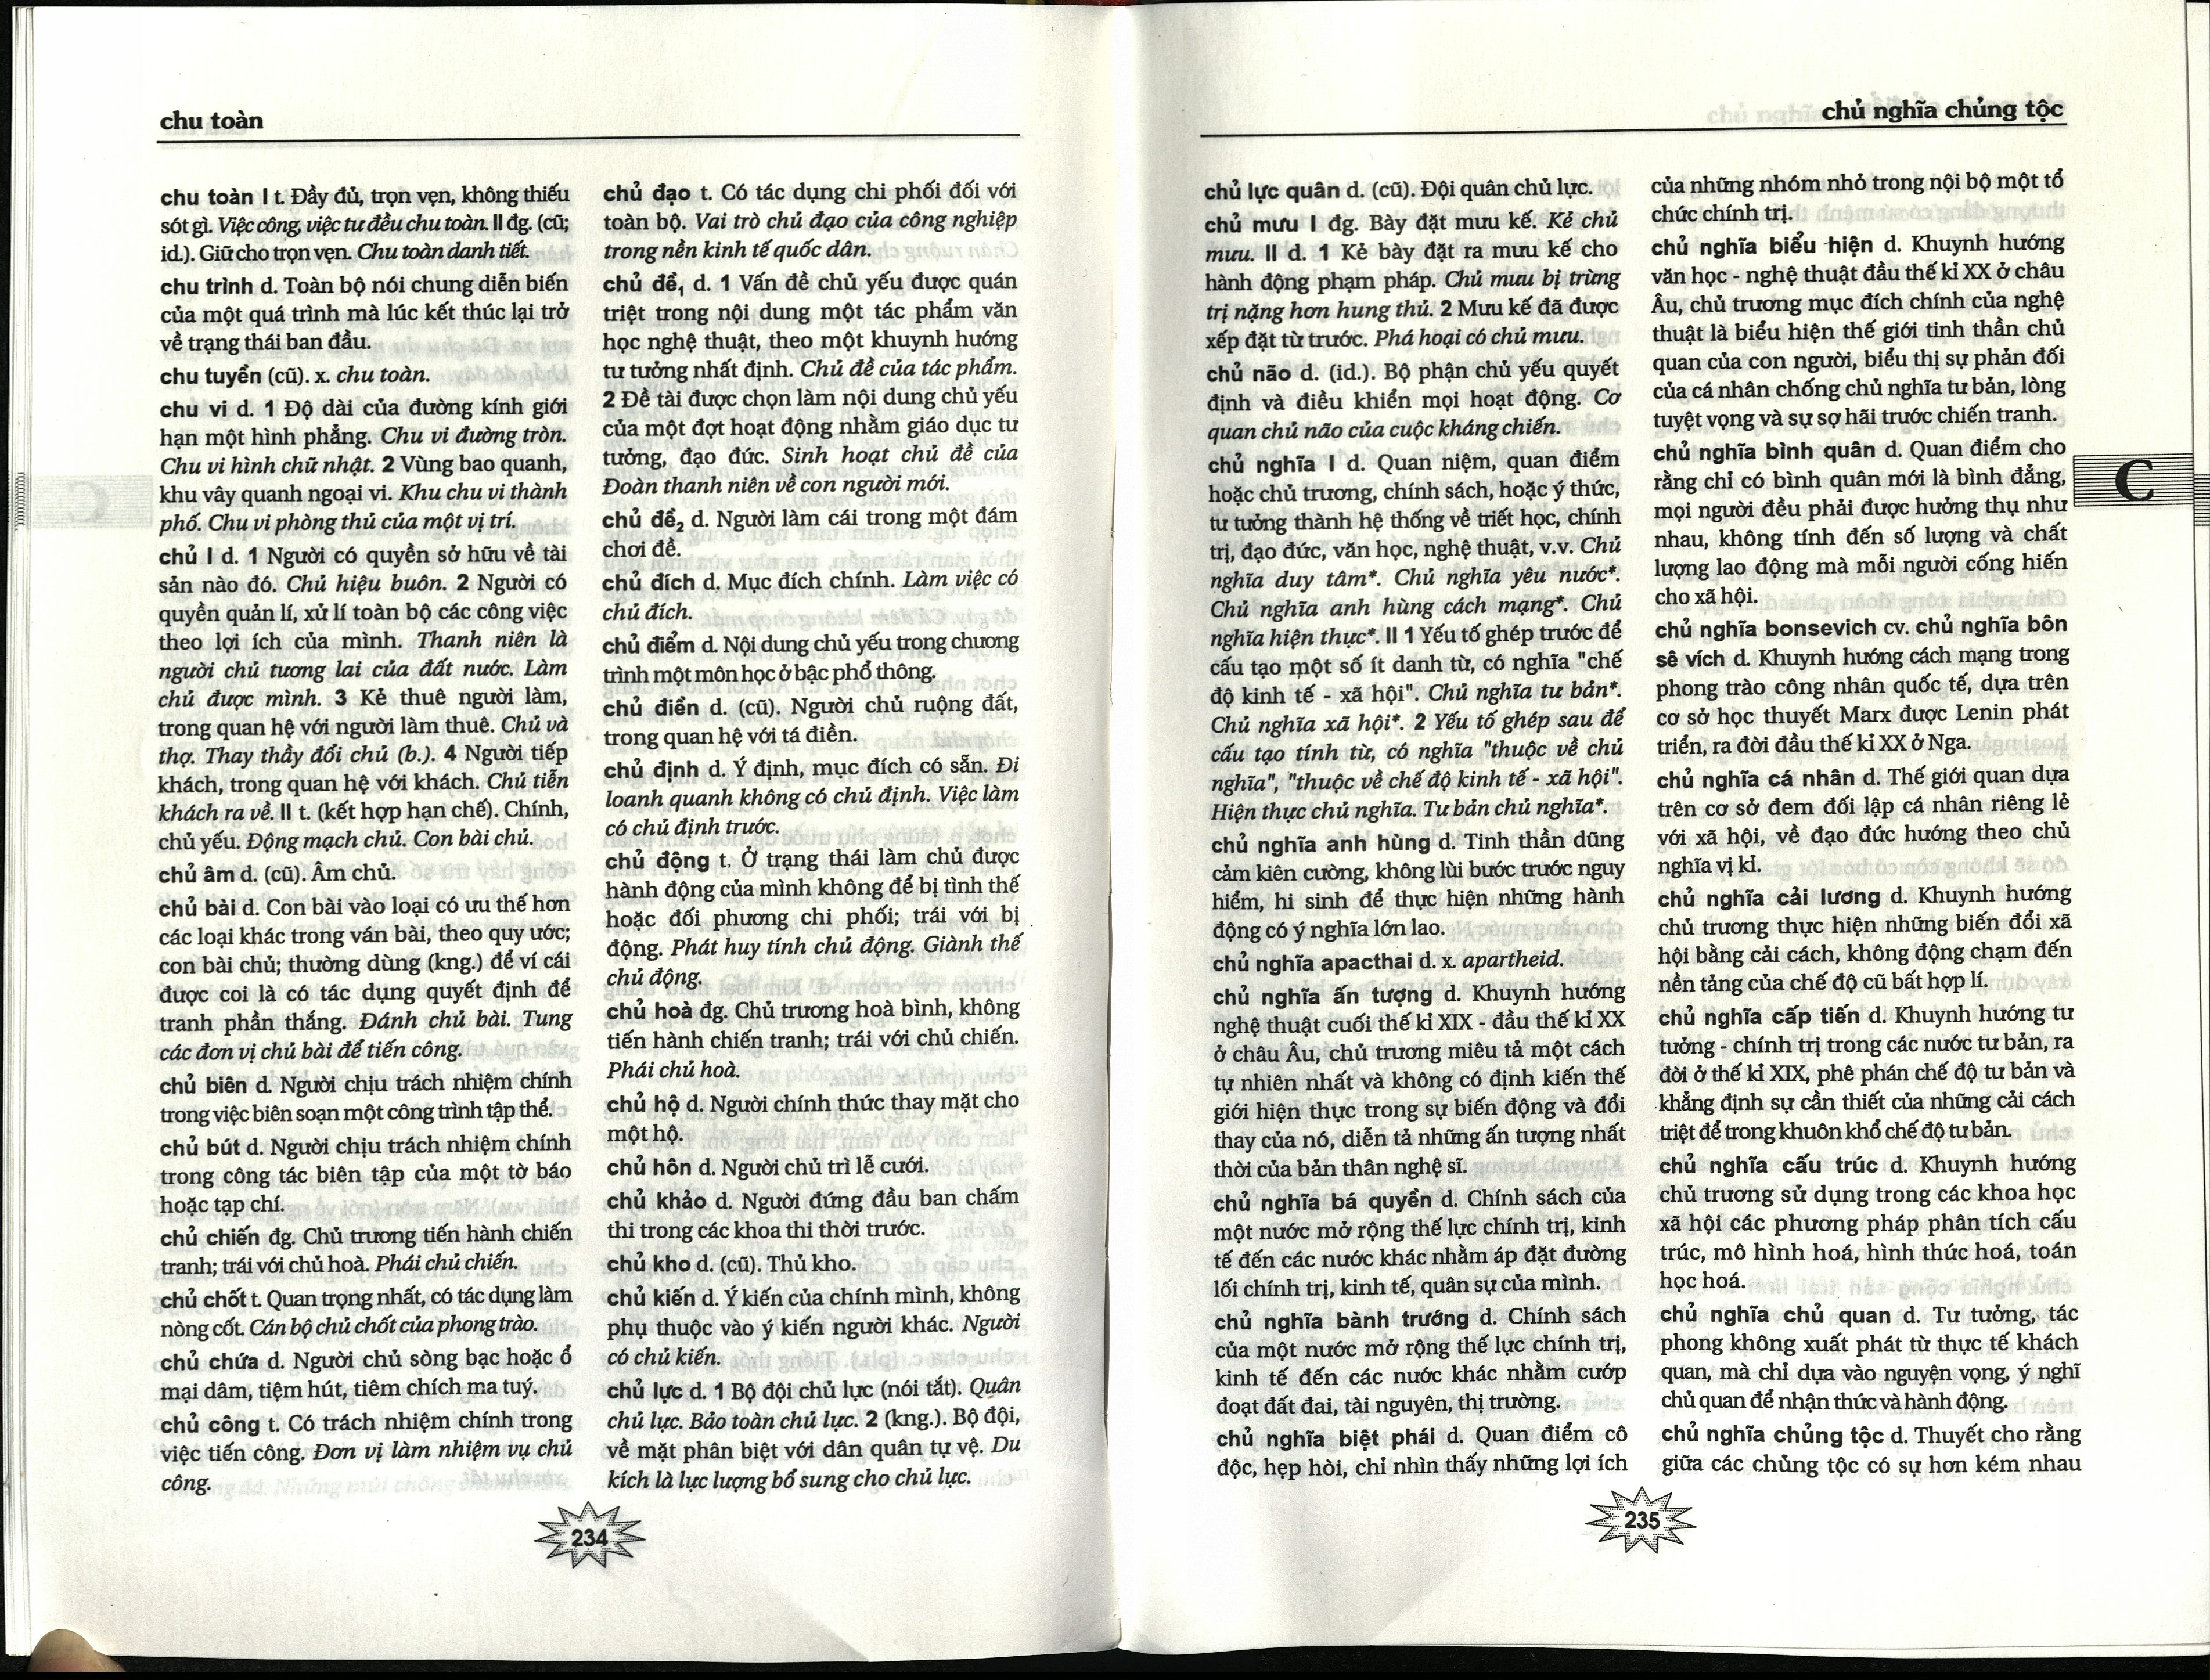 chu toàn
chu toàn I t. Đầy đủ, trọn vẹn, không thiếu
sót gì. Việc công, việc tư đều chu toàn. II đg. (cũ;
id.). Giữ cho trọn vẹn. Chu toàn danh tiết.
chu trình d. Toàn bộ nói chung diễn biến
của một quá trình mà lúc kết thúc lại trở
về trạng thái ban đầu.
chu tuyền (cũ). x. chu toàn.
chu vi d. 1 Độ dài của đường kính giới
hạn một hình phẳng. Chu vi đường tròn.
Chu vi hình chữ nhật. 2 Vùng bao quanh,
khu vây quanh ngoại vi. Khu chu vi thành
phố. Chu vi phòng thủ của một vị trí.
chủ I d. 1 Người có quyền sở hữu về tài
sản nào đó. Chủ hiệu buôn. 2 Người có
quyền quản lí, xử lí toàn bộ các công việc
theo lợi ích của mình. Thanh niên là
người chủ tương lai của đất nước. Làm
chủ được mình. 3 Kẻ thuê người làm,
trong quan hệ với người làm thuê. Chủ và
thợ. Thay thầy đổi chủ (b.). 4 Người tiếp
khách, trong quan hệ với khách. Chủ tiễn
khách ra về. II t. (kết hợp hạn chế). Chính,
chủ yếu. Động mạch chủ. Con bài chủ.
chủ âm d. (cũ). Âm chủ.
chủ bài d. Con bài vào loại có ưu thế hơn
các loại khác trong ván bài, theo quy ước;
con bài chủ; thường dùng (kng.) để ví cái
được coi là có tác dụng quyết định để
tranh phần thắng. Đánh chủ bài. Tung
các đơn vị chủ bài để tiến công.
chủ biên d. Người chịu trách nhiệm chính
trong việc biên soạn một công trình tập thể.
chủ bút d. Người chịu trách nhiệm chính
trong công tác biên tập của một tờ báo
hoặc tạp chí.
chủ chiến đg. Chủ trương tiến hành chiến
tranh; trái với chủ hoà. Phái chủ chiến.
chủ chốt t. Quan trọng nhất, có tác dụng làm
nòng cốt. Cán bộ chủ chốt của phong trào.
chủ chứa d. Người chủ sòng bạc hoặc ổ
mại dâm, tiệm hút, tiêm chích ma tuý.
chủ công t. Có trách nhiệm chính trong
việc tiến công. Đơn vị làm nhiệm vụ chủ
công.
chủ đạo t. Có tác dụng chi phối đối với
toàn bộ. Vai trò chủ đạo của công nghiệp
trong nền kinh tế quốc dân.
chủ đề1 d. 1 Vấn đề chủ yếu được quán
triệt trong nội dung một tác phẩm văn
học nghệ thuật, theo một khuynh hướng
tư tưởng nhất định. Chủ đề của tác phẩm.
2 Đề tài được chọn làm nội dung chủ yếu
của một đợt hoạt động nhằm giáo dục tư
tưởng, đạo đức. Sinh hoạt chủ đề của
Đoàn thanh niên về con người mới.
chủ đề2 d. Người làm cái trong một đám
chơi đề.
chủ đích d. Mục đích chính. Làm việc có
chủ đích.
chủ điểm d. Nội dung chủ yếu trong chương
trình một môn học ở bậc phổ thông.
chủ điền d. (cũ). Người chủ ruộng đất,
trong quan hệ với tá điền.
chủ định d. Ý định, mục đích có sẵn. Đi
loanh quanh không có chủ định. Việc làm
có chủ định trước.
chủ động t. Ở trạng thái làm chủ được
hành động của mình không để bị tình thế
hoặc đối phương chi phối; trái với bị
động. Phát huy tính chủ động. Giành thế
chủ động.
chủ hoà đg. Chủ trương hoà bình, không
tiến hành chiến tranh; trái với chủ chiến.
Phái chủ hoà.
chủ hộ d. Người chính thức thay mặt cho
một hộ.
chủ hôn d. Người chủ trì lễ cưới.
chủ khảo d. Người đứng đầu ban chấm
thi trong các khoa thi thời trước.
chủ kho d. (cũ). Thủ kho.
chủ kiến d. Ý kiến của chính mình, không
phụ thuộc vào ý kiến người khác. Người
có chủ kiến.
chủ lực d. 1 Bộ đội chủ lực (nói tắt). Quân
chủ lực. Bảo toàn chủ lực. 2 (kng.). Bộ đội,
về mặt phân biệt với dân quân tự vệ. Du
kích là lực lượng bổ sung cho chủ lực.
234
chủ nghĩa chủng tộc
chủ lực quân d. (cũ). Đội quân chủ lực.
chủ mưu I đg. Bày đặt mưu kế. Kẻ chủ
mưu. II d. 1 Kẻ bày đặt ra mưu kế cho
hành động phạm pháp. Chủ mưu bị trừng
trị nặng hơn hung thủ. 2 Mưu kế đã được
xếp đặt từ trước. Phá hoại có chủ mưu.
chủ não d. (id.). Bộ phận chủ yếu quyết
định và điều khiển mọi hoạt động. Cơ
quan chủ não của cuộc kháng chiến.
chủ nghĩa I d. Quan niệm, quan điểm
hoặc chủ trương, chính sách, hoặc ý thức,
tư tưởng thành hệ thống về triết học, chính
trị, đạo đức, văn học, nghệ thuật, v.v. Chủ
nghĩa duy tâm*. Chủ nghĩa yêu nước*.
Chủ nghĩa anh hùng cách mạng*. Chủ
nghĩa hiện thực*. II 1 Yếu tố ghép trước để
cấu tạo một số ít danh từ, có nghĩa "chế
độ kinh tế - xã hội". Chủ nghĩa tư bản*.
Chủ nghĩa xã hội*. 2 Yếu tố ghép sau để
cấu tạo tính từ, có nghĩa "thuộc về chủ
nghĩa", "thuộc về chế độ kinh tế - xã hội".
Hiện thực chủ nghĩa. Tư bản chủ nghĩa*.
chủ nghĩa anh hùng d. Tinh thần dũng
cảm kiên cường, không lùi bước trước nguy
hiểm, hi sinh để thực hiện những hành
động có ý nghĩa lớn lao.
chủ nghĩa apacthai d. x. apartheid.
chủ nghĩa ấn tượng d. Khuynh hướng
nghệ thuật cuối thế kỉ XIX - đầu thế kỉ XX
ở châu Âu, chủ trương miêu tả một cách
tự nhiên nhất và không có định kiến thế
giới hiện thực trong sự biến động và đổi
thay của nó, diễn tả những ấn tượng nhất
thời của bản thân nghệ sĩ.
chủ nghĩa bá quyền d. Chính sách của
một nước mở rộng thế lực chính trị, kinh
tế đến các nước khác nhằm áp đặt đường
lối chính trị, kinh tế, quân sự của mình.
chủ nghĩa bành trướng d. Chính sách
của một nước mở rộng thế lực chính trị,
kinh tế đến các nước khác nhằm cướp
đoạt đất đai, tài nguyên, thị trường.
chủ nghĩa biệt phái d. Quan điểm cô
độc, hẹp hòi, chỉ nhìn thấy những lợi ích
của những nhóm nhỏ trong nội bộ một tổ
chức chính trị.
chủ nghĩa biểu hiện d. Khuynh hướng
văn học - nghệ thuật đầu thế kỉ XX ở châu
Âu, chủ trương mục đích chính của nghệ
thuật là biểu hiện thế giới tinh thần chủ
quan của con người, biểu thị sự phản đối
của cá nhân chống chủ nghĩa tư bản, lòng
tuyệt vọng và sự sợ hãi trước chiến tranh.
chủ nghĩa bình quân d. Quan điểm cho
rằng chỉ có bình quân mới là bình đẳng,
mọi người đều phải được hưởng thụ như
nhau, không tính đến số lượng và chất
lượng lao động mà mỗi người cống hiến
cho xã hội.
chủ nghĩa bonsevich cv. chủ nghĩa bôn
sê vích d. Khuynh hướng cách mạng trong
phong trào công nhân quốc tế, dựa trên
cơ sở học thuyết Marx được Lenin phát
triển, ra đời đầu thế kỉ XX ở Nga.
chủ nghĩa cá nhân d. Thế giới quan dựa
trên cơ sở đem đối lập cá nhân riêng lẻ
với xã hội, về đạo đức hướng theo chủ
nghĩa vị kỉ.
chủ nghĩa cải lương d. Khuynh hướng
chủ trương thực hiện những biến đổi xã
hội bằng cải cách, không động chạm đến
nền tảng của chế độ cũ bất hợp lí.
chủ nghĩa cấp tiến d. Khuynh hướng tư
tưởng - chính trị trong các nước tư bản, ra
đời ở thế kỉ XIX, phê phán chế độ tư bản và
khẳng định sự cần thiết của những cải cách
triệt để trong khuôn khổ chế độ tư bản.
chủ nghĩa cấu trúc d. Khuynh hướng
chủ trương sử dụng trong các khoa học
xã hội các phương pháp phân tích cấu
trúc, mô hình hoá, hình thức hoá, toán
học hoá.
chủ nghĩa chủ quan d. Tư tưởng, tác
phong không xuất phát từ thực tế khách
quan, mà chỉ dựa vào nguyện vọng, ý nghĩ
chủ quan để nhận thức và hành động.
chủ nghĩa chủng tộc d. Thuyết cho rằng
giữa các chủng tộc có sự hơn kém nhau
C
235